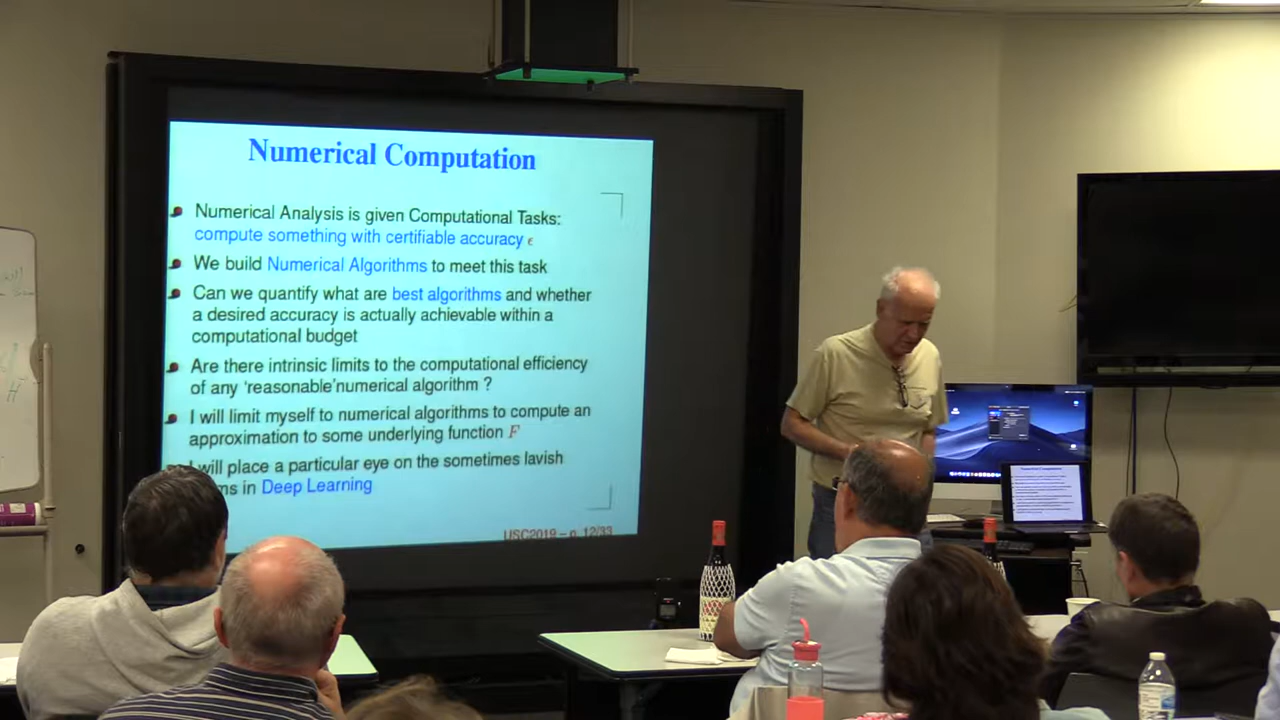 Numerical Computation
Numerical Analysis is given Computational Tasks:
compute something with certifiable accuracy ϵ
We build Numerical Algorithms to meet this task
Can we quantify what are best algorithms and whether
a desired accuracy is actually achievable within a
computational budget
Are there intrinsic limits to the computational efficiency
of any 'reasonable'numerical algorithm ?
I will limit myself to numerical algorithms to compute an
approximation to some underlying function F
will place a particular eye on the sometimes lavish
in Deep Learning
USC2019 – p. 12/33